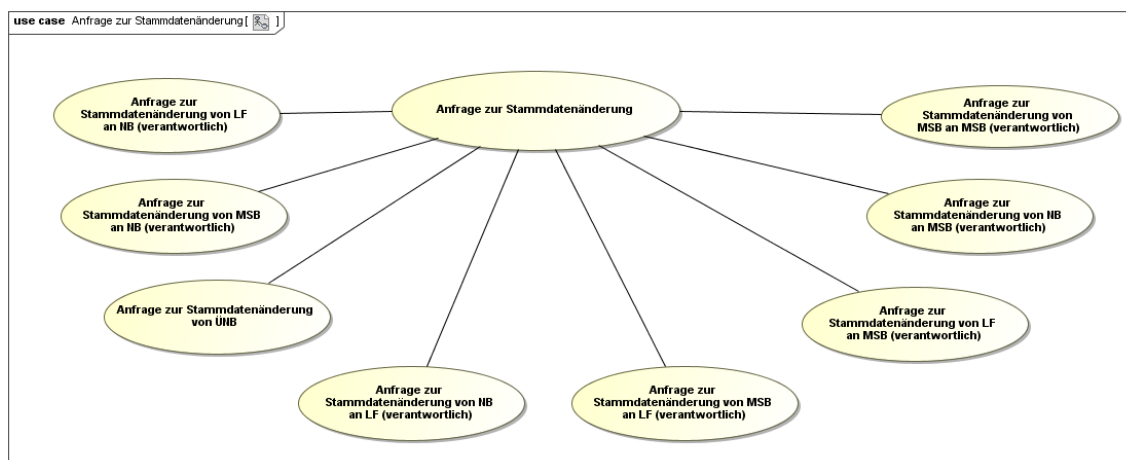 use case Anfrage zur Stammdatenänderung [ ]
Anfrage zur
Stammdatenänderung von LF
an NB (verantwortlich)
Anfrage zur Stammdatenänderung
Anfrage zur
Stammdatenänderung von
MSB an MSB (verantwortlich)
Anfrage zur
Stammdatenänderung von MSB
an NB (verantwortlich)
Anfrage zur
Stammdatenänderung von NB
an MSB (verantwortlich)
Anfrage zur Stammdatenänderung
von ÜNB
Anfrage zur
Stammdatenänderung von LF
an MSB (verantwortlich)
Anfrage zur
Stammdatenänderung von NB
an LF (verantwortlich)
Anfrage zur
Stammdatenänderung von MSB
an LF (verantwortlich)